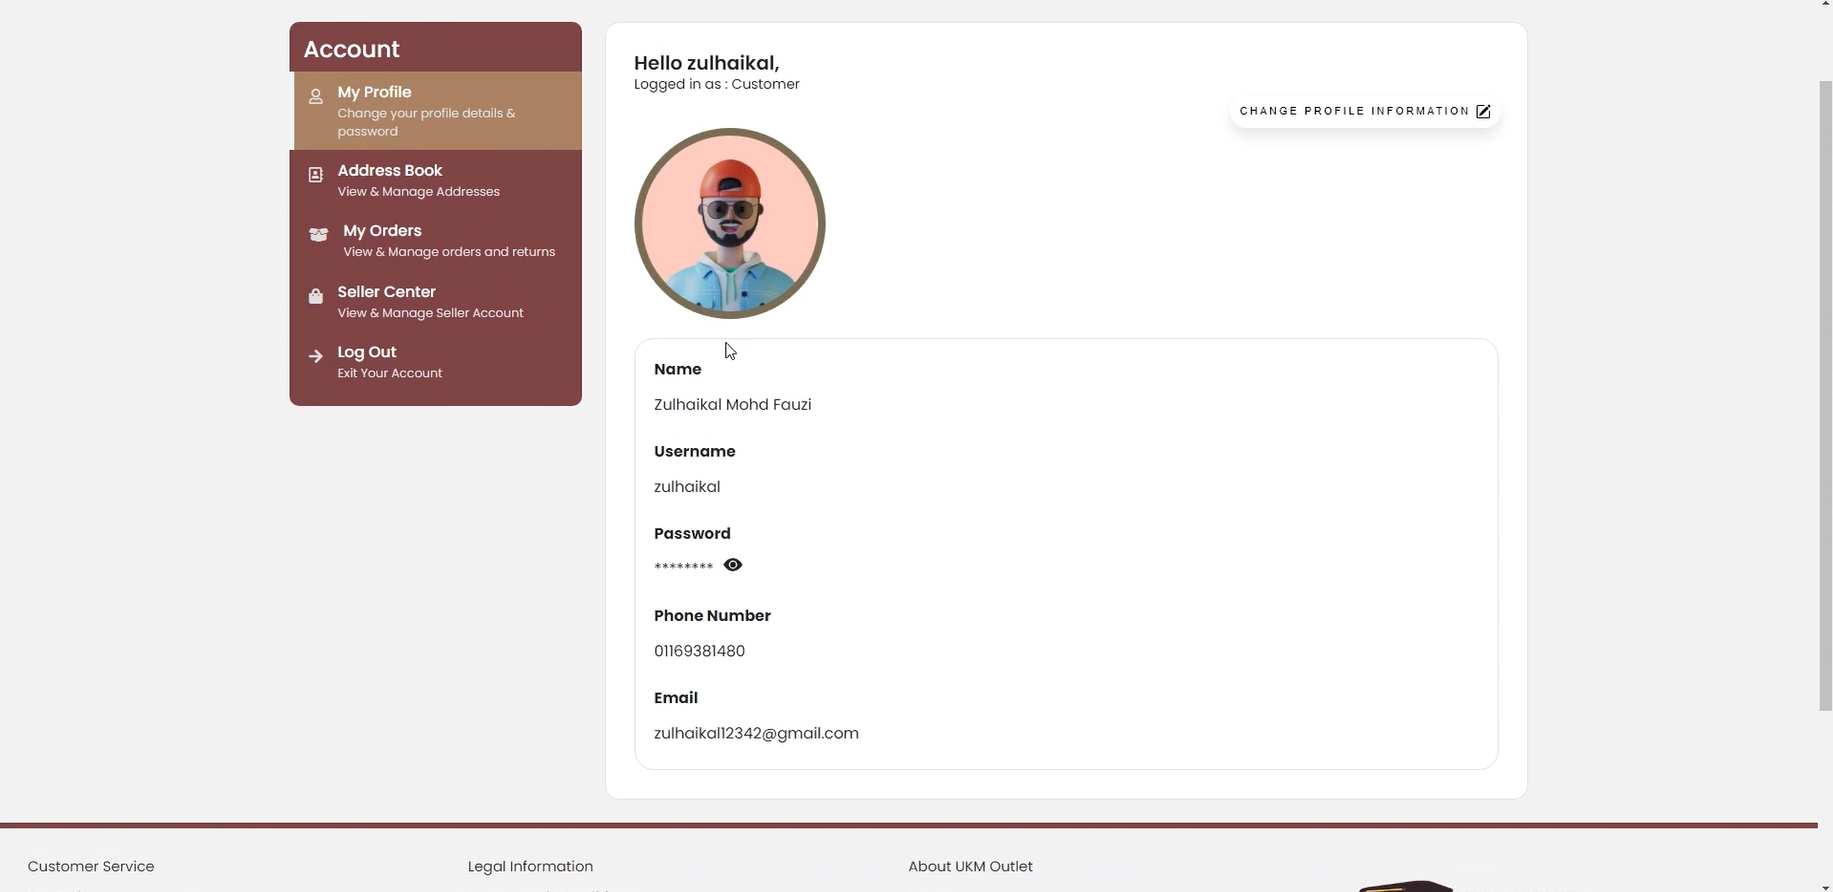 Account
My Profile
Change your profile details &
password
Address Book
View & Manage Addresses
My Orders
View & Manage orders and returns
Seller Center
View & Manage Seller Account
Log Out
Exit Your Account
Hello zulhaikal,
Logged in as : Customer
CHANGE PROFILE INFORMATION
Name
Zulhaikal Mohd Fauzi
Username
zulhaikal
Password
********
Phone Number
01169381480
Email
zulhaikal12342@gmail.com
Customer Service
Legal Information
About UKM Outlet